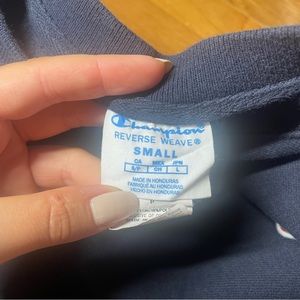 Champion
REVERSE WEAVE®
SMALL
CA MEX JPN
S/P CH L
MADE IN HONDURAS
FABRIQUÉ AU HONDURAS
HECHO EN HONDURAS